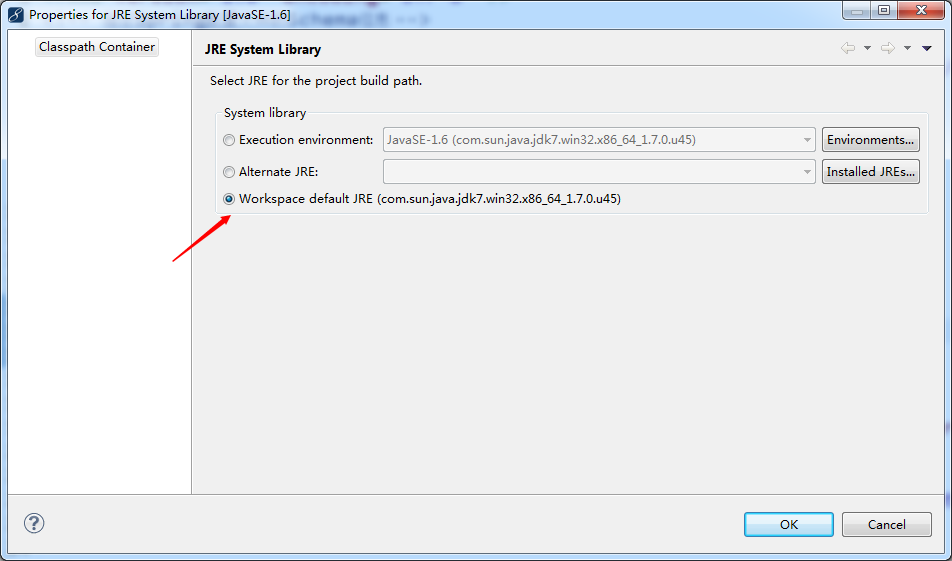 Properties for JRE System Library [JavaSE-1.6]
Classpath Container
JRE System Library
Select JRE for the project build path.
System library
Execution environment: JavaSE-1.6 (com.sun.java.jdk7.win32.x86_64_1.7.0.u45) Environments...
Alternate JRE: Installed JREs...
Workspace default JRE (com.sun.java.jdk7.win32.x86_64_1.7.0.u45)
?
OK Cancel